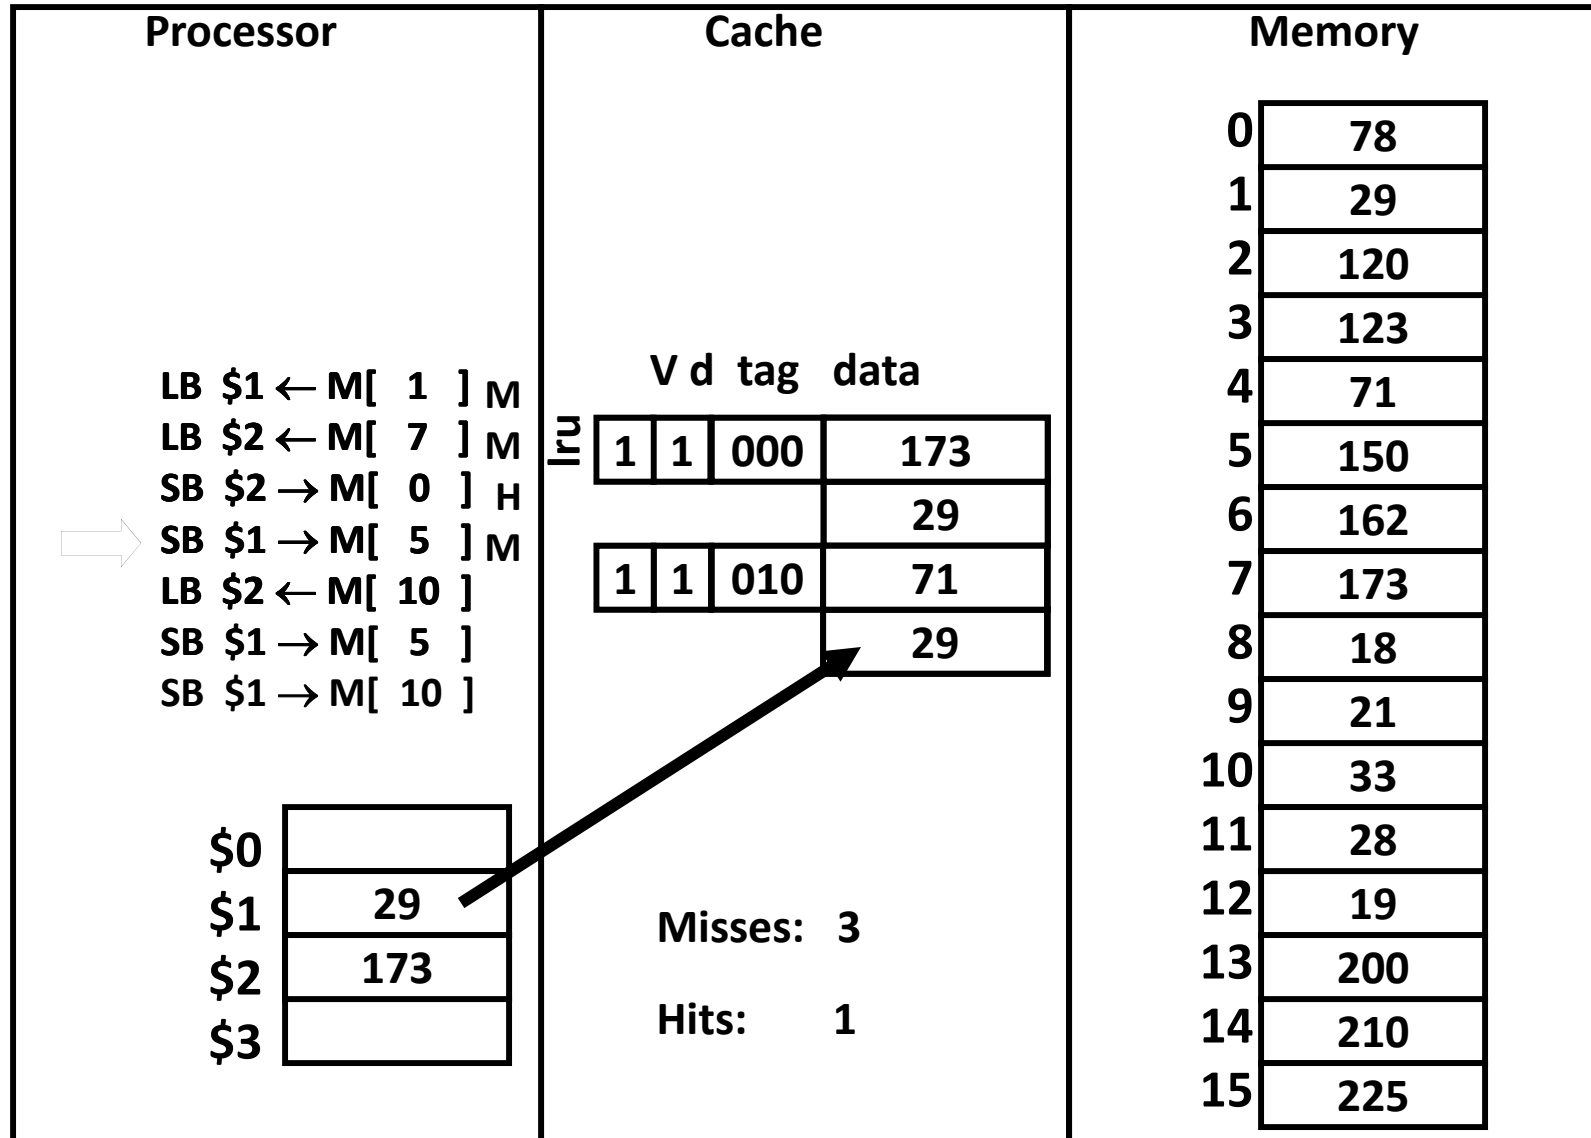 Processor
LB $1 ← M[ 1 ] M
LB $2 ← M[ 7 ] M
SB $2 → M[ 0 ] H
SB $1 → M[ 5 ] M
LB $2 ← M[ 10 ]
SB $1 → M[ 5 ]
SB $1 → M[ 10 ]
$0
$1 29
$2 173
$3
Cache
V d tag data
lru 1 1 000 173
29
1 1 010 71
29
Misses: 3
Hits: 1
Memory
0 78
1 29
2 120
3 123
4 71
5 150
6 162
7 173
8 18
9 21
10 33
11 28
12 19
13 200
14 210
15 225